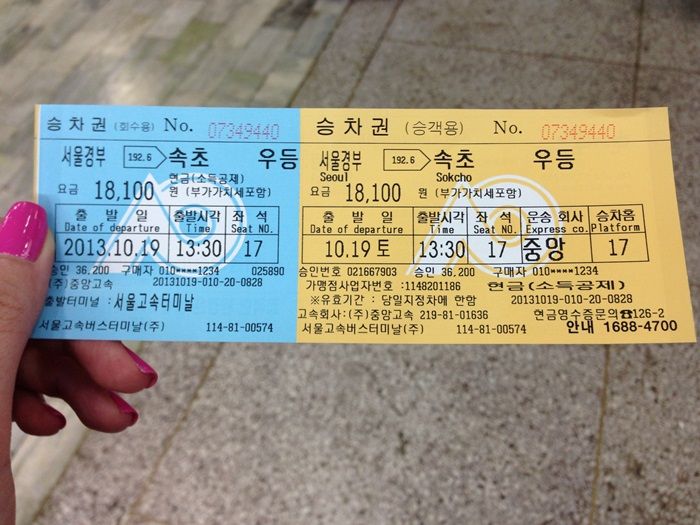 승 차 권 (회수용) No. 07349440
서울경부 192.6 속초 우등
현금(소득공제)
요금 18,100 원 (부가가치세포함)
출 발 일 출발시각 좌 석
Date of departure Time Seat NO.
2013.10.19 13:30 17
승인 36,200 구매자 010****1234 025890
(주)중앙고속 20131019-010-20-0828
출발터미널 : 서울고속터미날
서울고속버스터미날(주) 114-81-00574
승 차 권 (승객용) No. 07349440
서울경부 192.6 속초 우등
Seoul Sokcho
요금 18,100 원 (부가가치세포함)
출 발 일 출발시각 좌 석 운송 회사 승차홈
Date of departure Time Seat NO. Express co. Platform
10.19 토 13:30 17 중앙 17
승인번호 021667903 승인 36,200 구매자 010****1234
가맹점사업자번호 :1148201186 현금(소득공제)
※유효기간 : 당일지정차에 한함 20131019-010-20-0828
고속회사:(주)중앙고속 219-81-01636 현금영수증문의☎126-2
서울고속버스터미날(주) 114-81-00574 안내 1688-4700